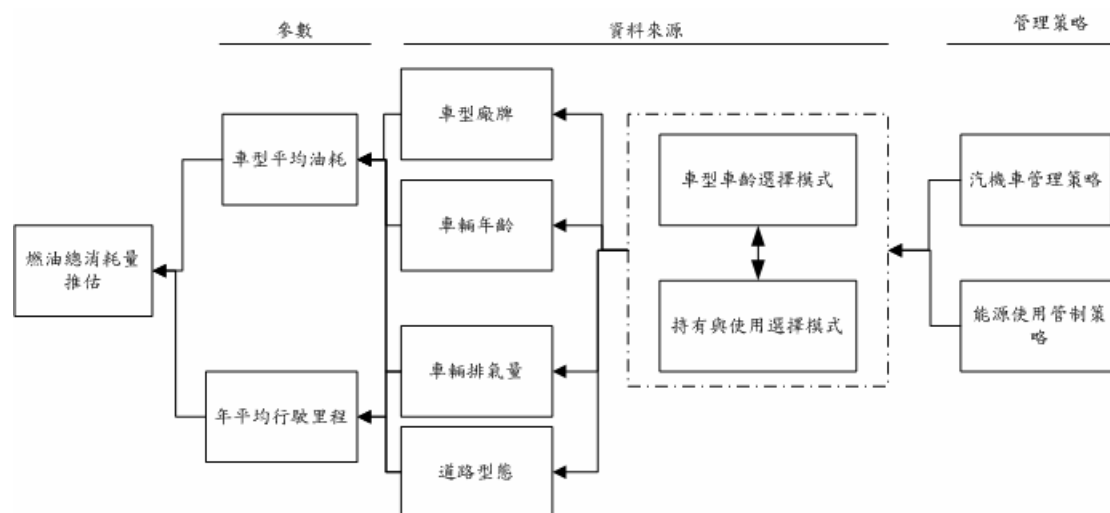 參數
資料來源
管理策略
車型廠牌
車型平均油耗
車型車齡選擇模式
汽機車管理策略
車輛年齡
燃油總消耗量
推估
持有與使用選擇模式
能源使用管制策
略
車輛排氣量
年平均行駛里程
道路型態